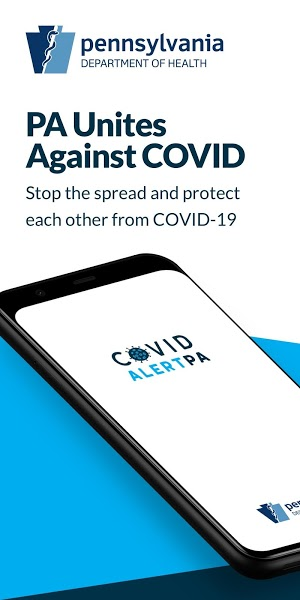 pennsylvania
DEPARTMENT OF HEALTH
PA Unites
Against COVID
Stop the spread and protect
each other from COVID-19
COVID
ALERTPA